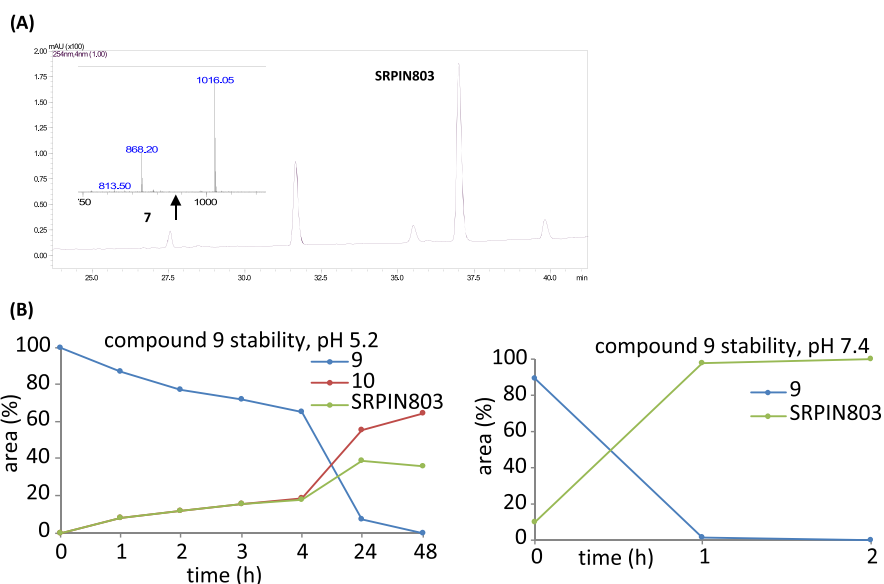 (A)
mAU (x100)
254nm,4nm (1.00)
2.00
1.75
1.50
1.25
1.00
0.75
0.50
0.25
0.00
SRPIN803
1016.05
868.20
813.50
'50
1000
7
25.0 27.5 30.0 32.5 35.0 37.5 40.0 min
(B)
compound 9 stability, pH 5.2
9
10
SRPIN803
area (%)
100
80
60
40
20
0
0 1 2 3 4 24 48
time (h)
compound 9 stability, pH 7.4
9
SRPIN803
area (%)
100
80
60
40
20
0
0 1 2
time (h)